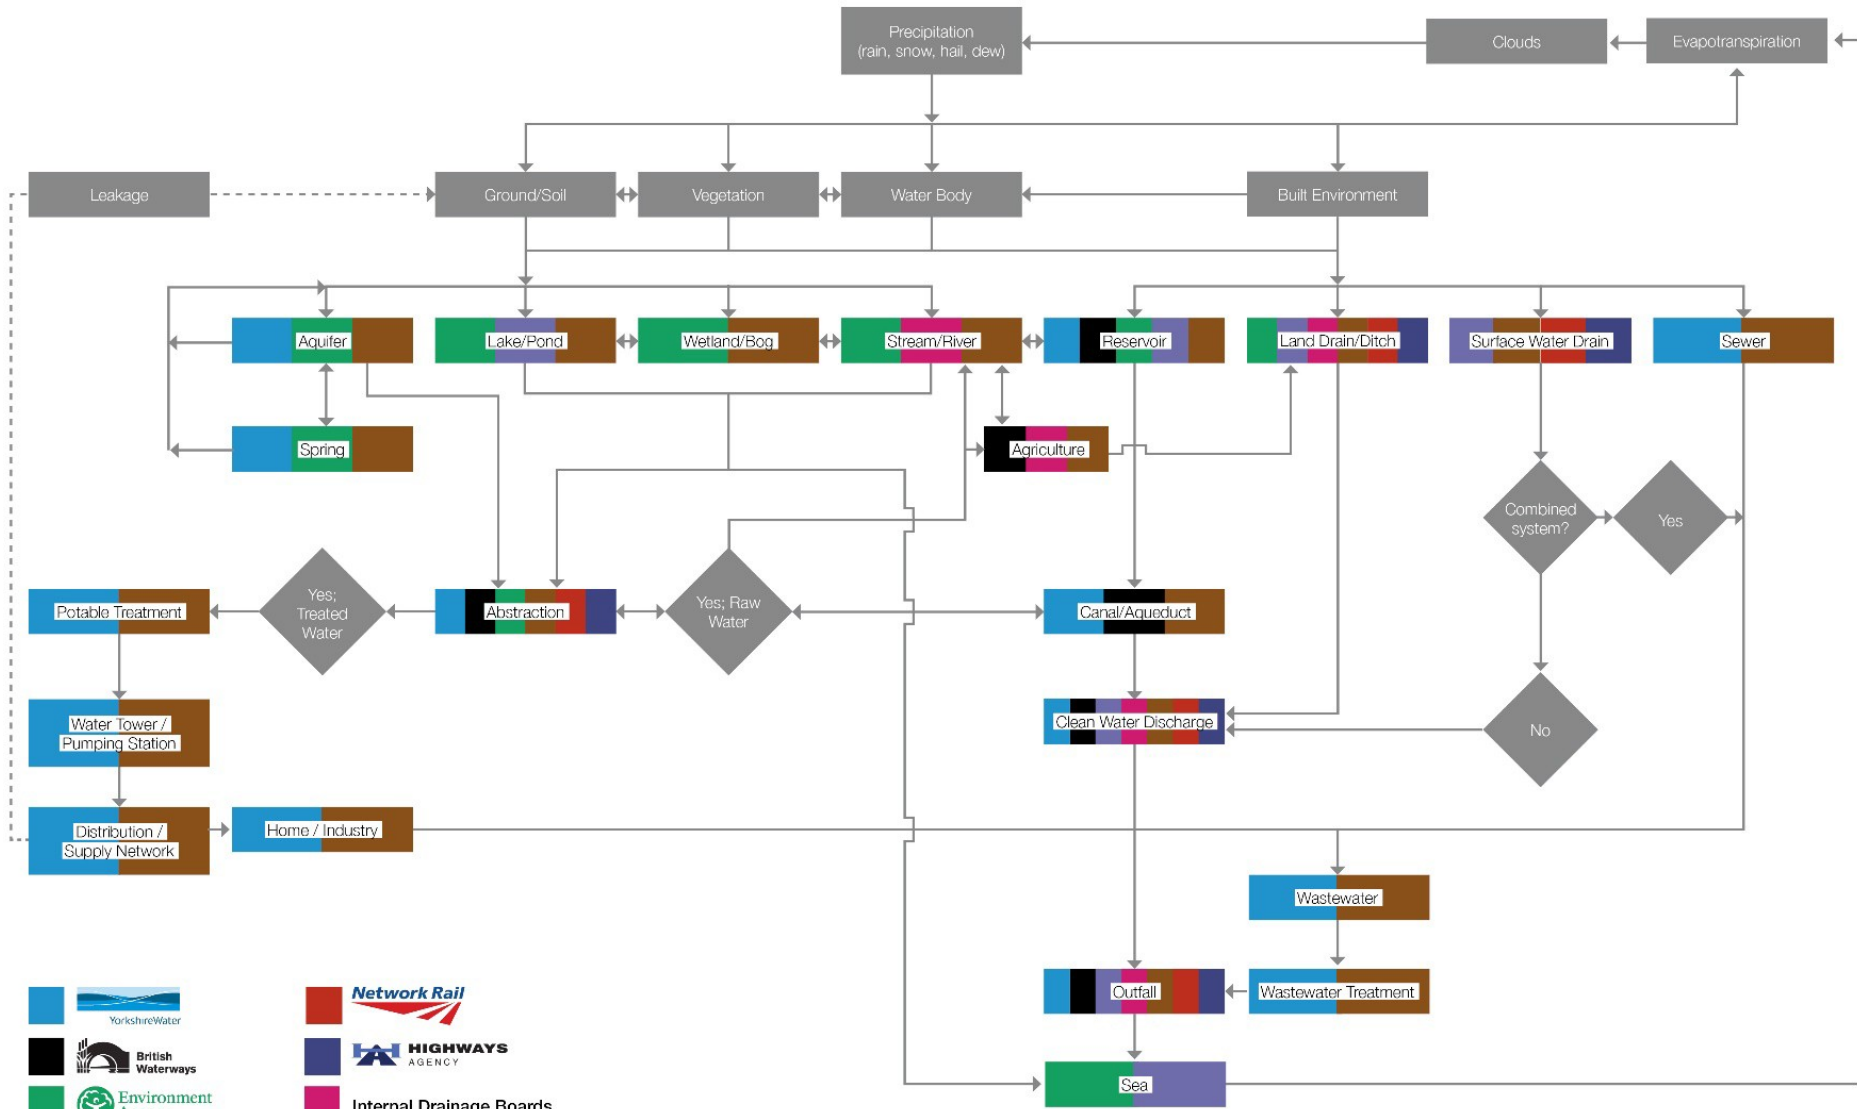 Precipitation
(rain, snow, hail, dew)
Clouds
Evapotranspiration
Leakage
Ground/Soil
Vegetation
Water Body
Built Environment
Aquifer
Lake/Pond
Wetland/Bog
Stream/River
Reservoir
Land Drain/Ditch
Surface Water Drain
Sewer
Spring
Agriculture
Combined
system?
Yes
Yes;
Treated
Water
Potable Treatment
Abstraction
Yes; Raw
Water
Canal/Aqueduct
Water Tower /
Pumping Station
Clean Water Discharge
No
Distribution /
Supply Network
Home / Industry
Wastewater
Outfall
Wastewater Treatment
Sea
YorkshireWater
Network Rail
British
Waterways
HIGHWAYS
AGENCY
Environment
Internal Drainage Boards